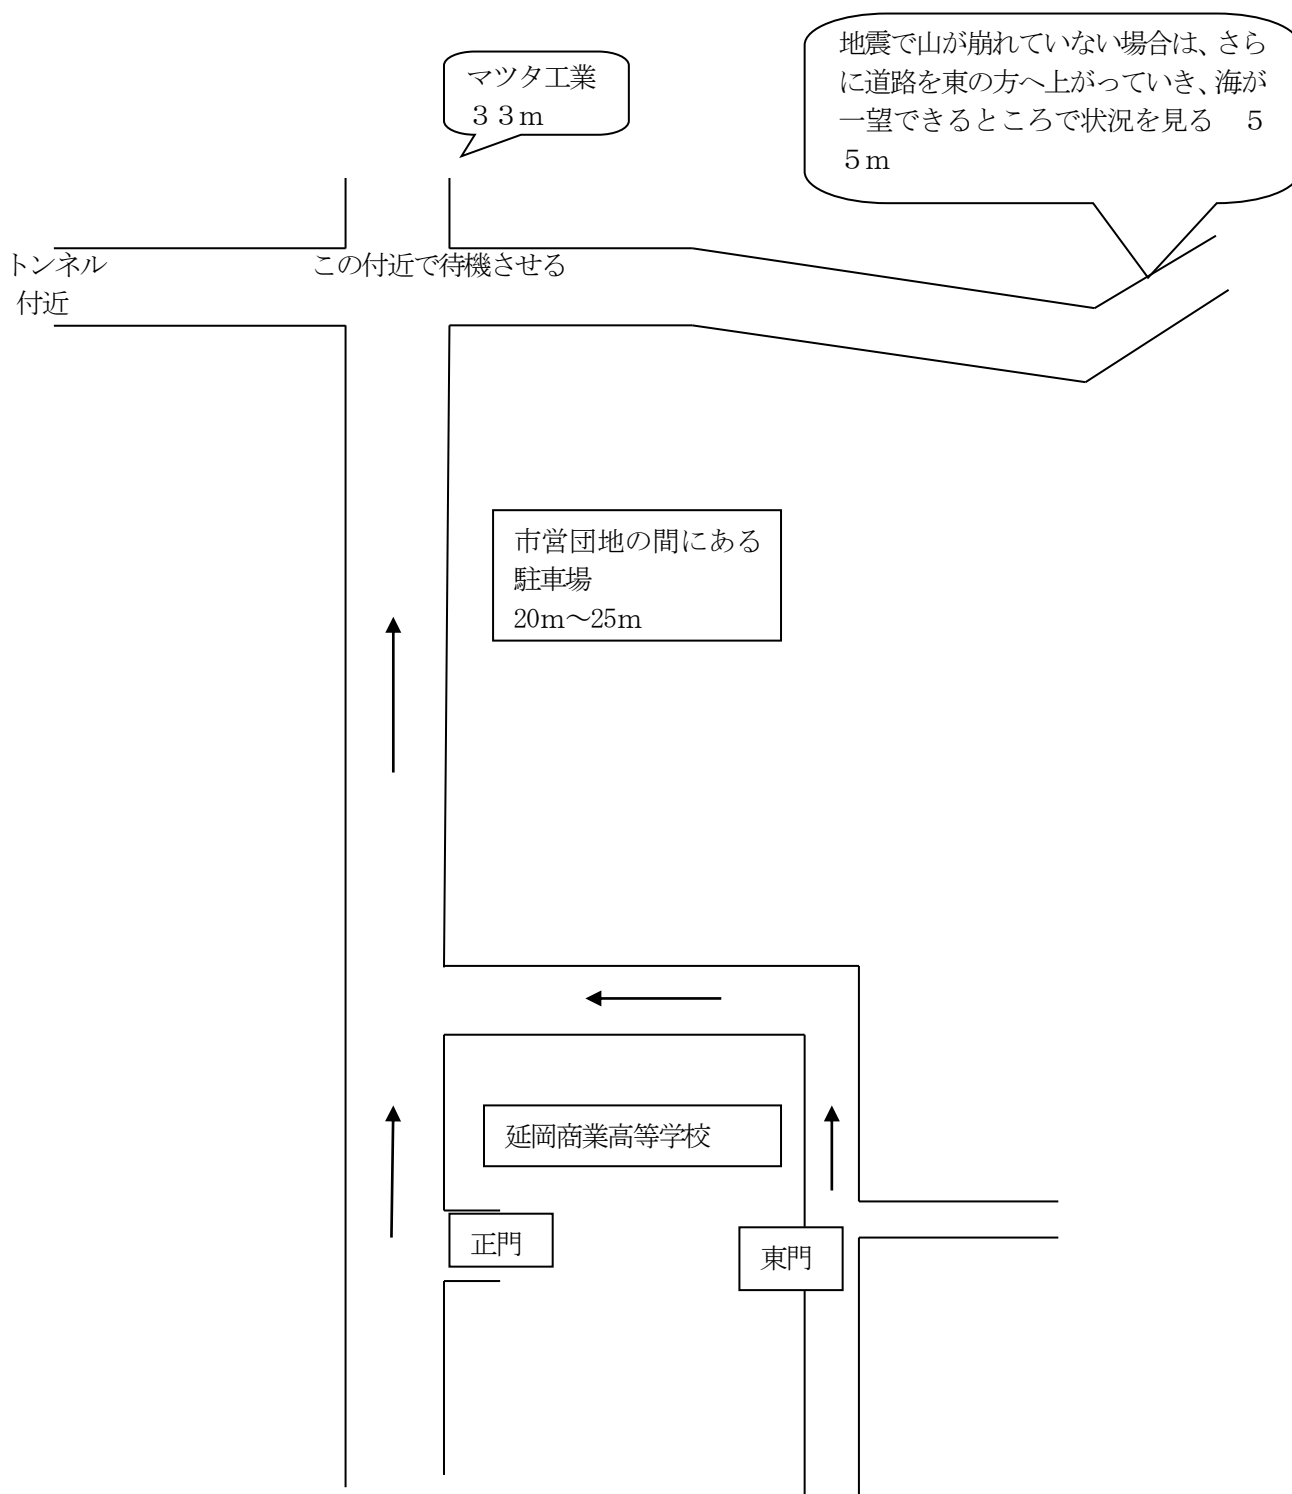 地震で山が崩れていない場合は、さら
に道路を東の方へ上がっていき、海が
一望できるところで状況を見る　５
５ｍ
マツタ工業
３３ｍ
トンネル
付近
この付近で待機させる
市営団地の間にある
駐車場
20ｍ～25ｍ
延岡商業高等学校
正門
東門